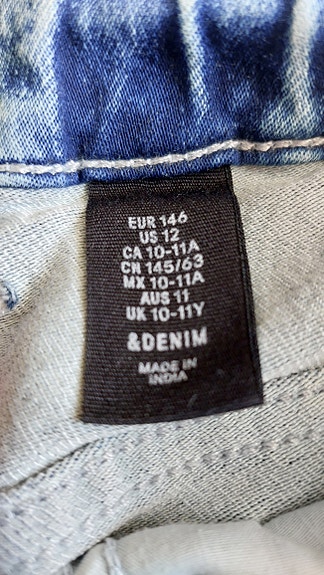 EUR 146
US 12
CA 10-11A
CN 145/63
MX 10-11A
AUS 11
UK 10-11Y
&DENIM
MADE IN
INDIA